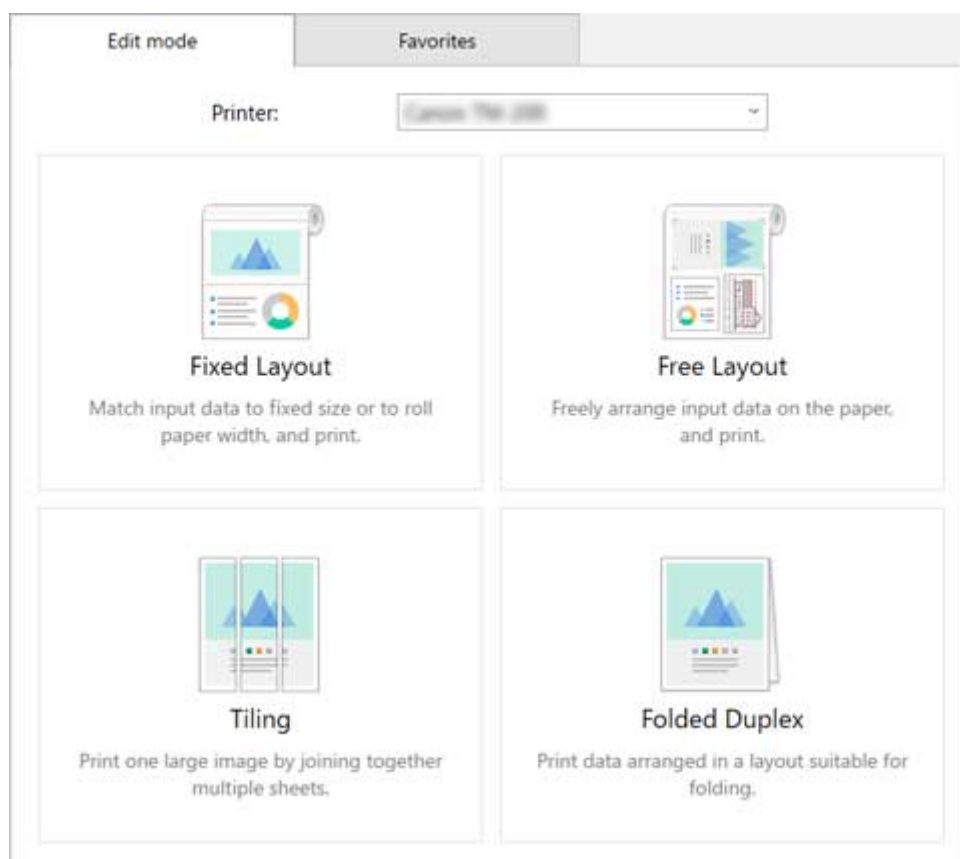 Edit mode
Favorites
Printer:
Fixed Layout
Match input data to fixed size or to roll
paper width, and print.
Free Layout
Freely arrange input data on the paper,
and print.
Tiling
Print one large image by joining together
multiple sheets.
Folded Duplex
Print data arranged in a layout suitable for
folding.